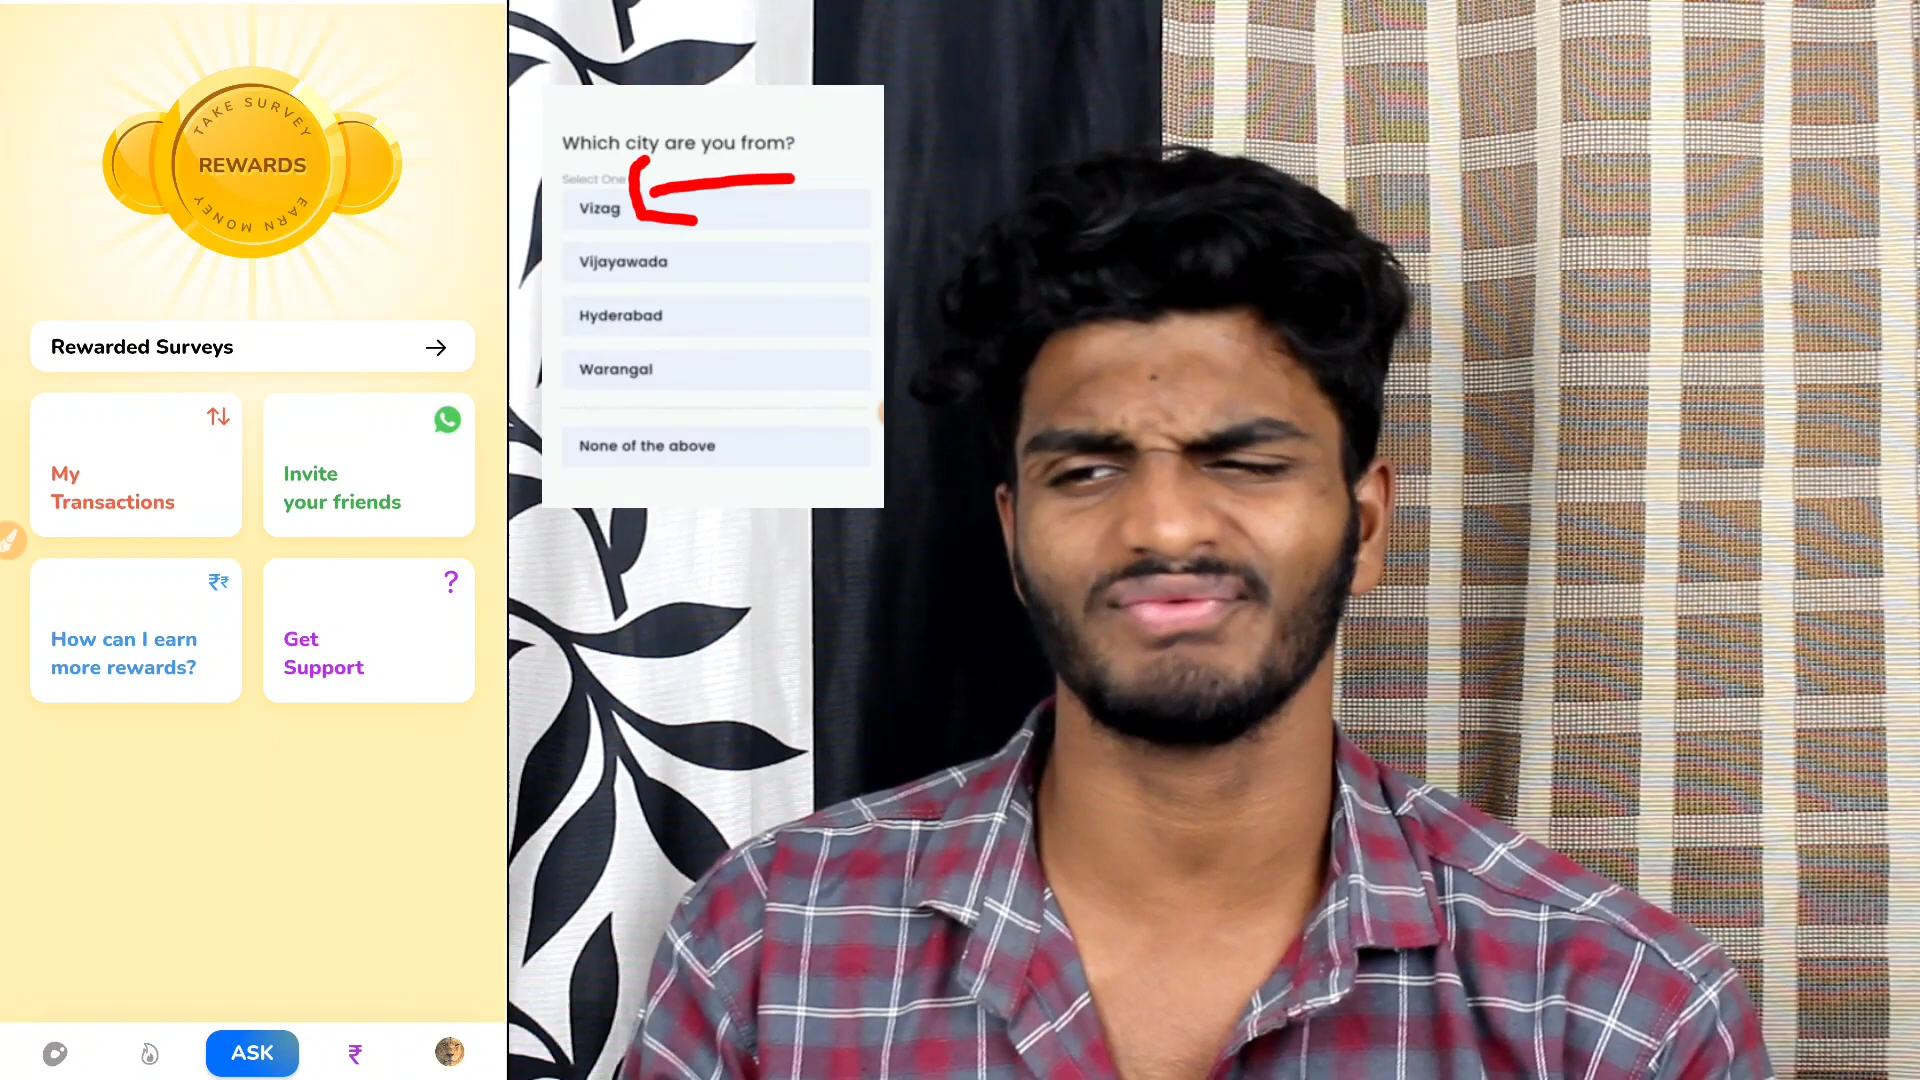 TAKE SURVEY
REWARDS
EARN MONEY
Rewarded Surveys
My
Transactions
Invite
your friends
₹₹
How can I earn
more rewards?
?
Get
Support
ASK
₹
Which city are you from?
Select One
Vizag
Vijayawada
Hyderabad
Warangal
None of the above